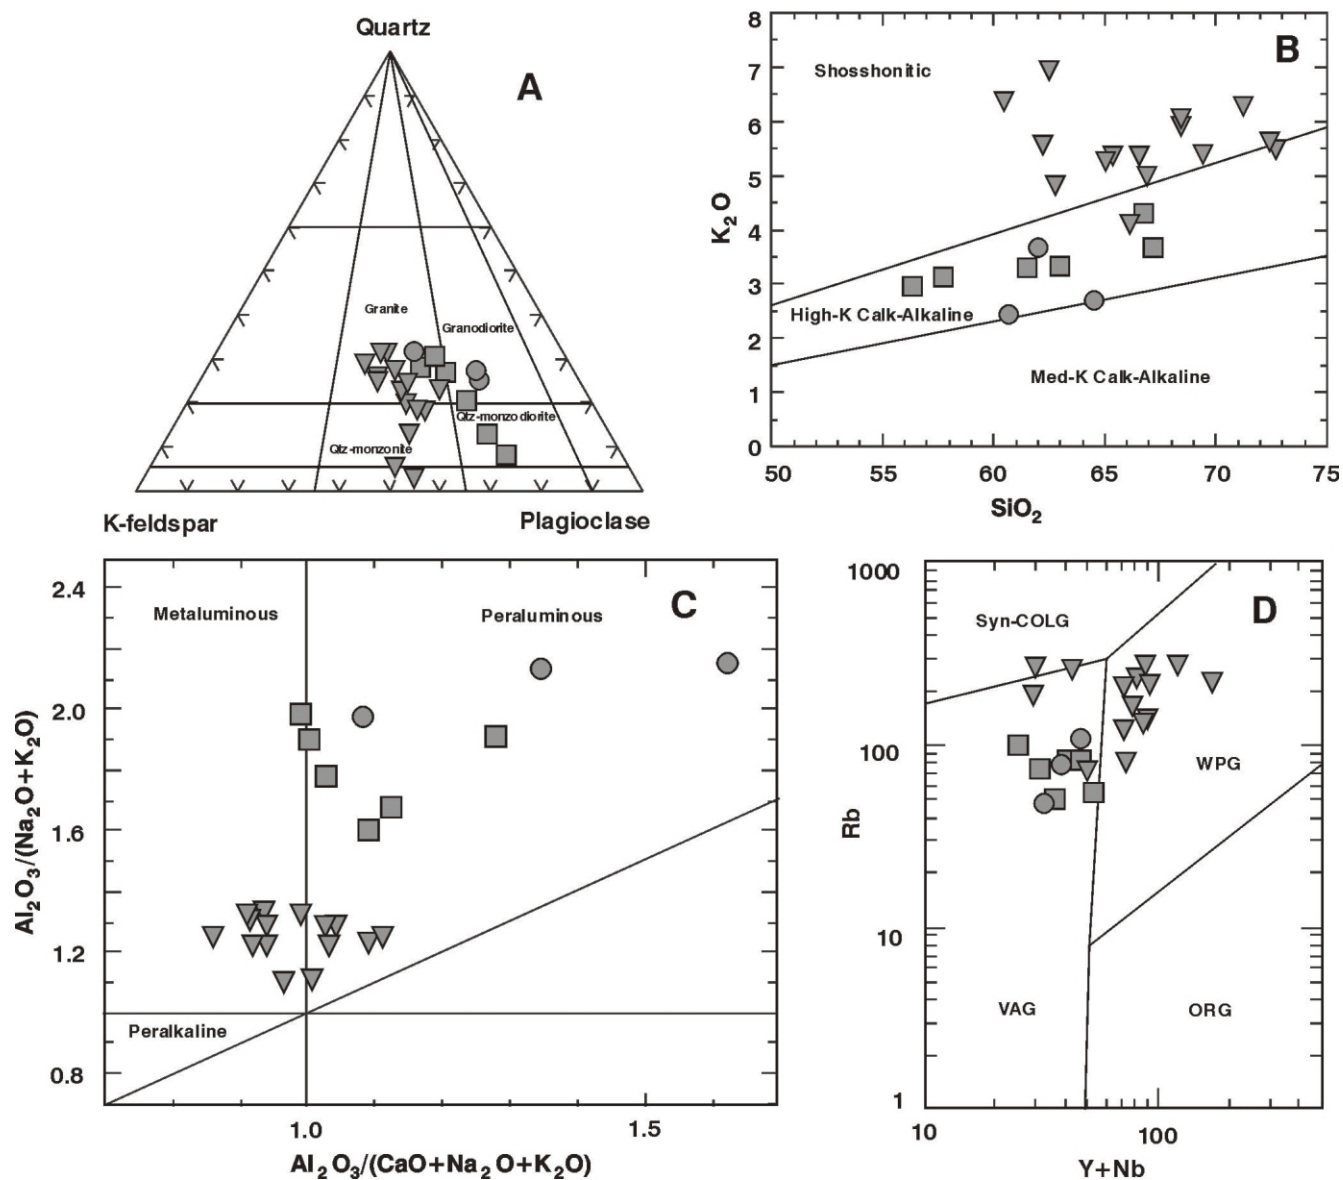 Quartz
A
Granite
Granodiorite
Qtz-monzodiorite
Qtz-monzonite
K-feldspar
Plagioclase
B
8
7
6
5
4
3
2
1
0
K₂O
Shosshonitic
High-K Calk-Alkaline
Med-K Calk-Alkaline
50 55 60 65 70 75
SiO₂
C
2.4
2.0
1.6
1.2
0.8
Al₂O₃/(Na₂O+K₂O)
Metaluminous
Peraluminous
Peralkaline
1.0 1.5
Al₂O₃/(CaO+Na₂O+K₂O)
D
1000
100
10
1
Rb
Syn-COLG
WPG
VAG
ORG
10 100
Y+Nb